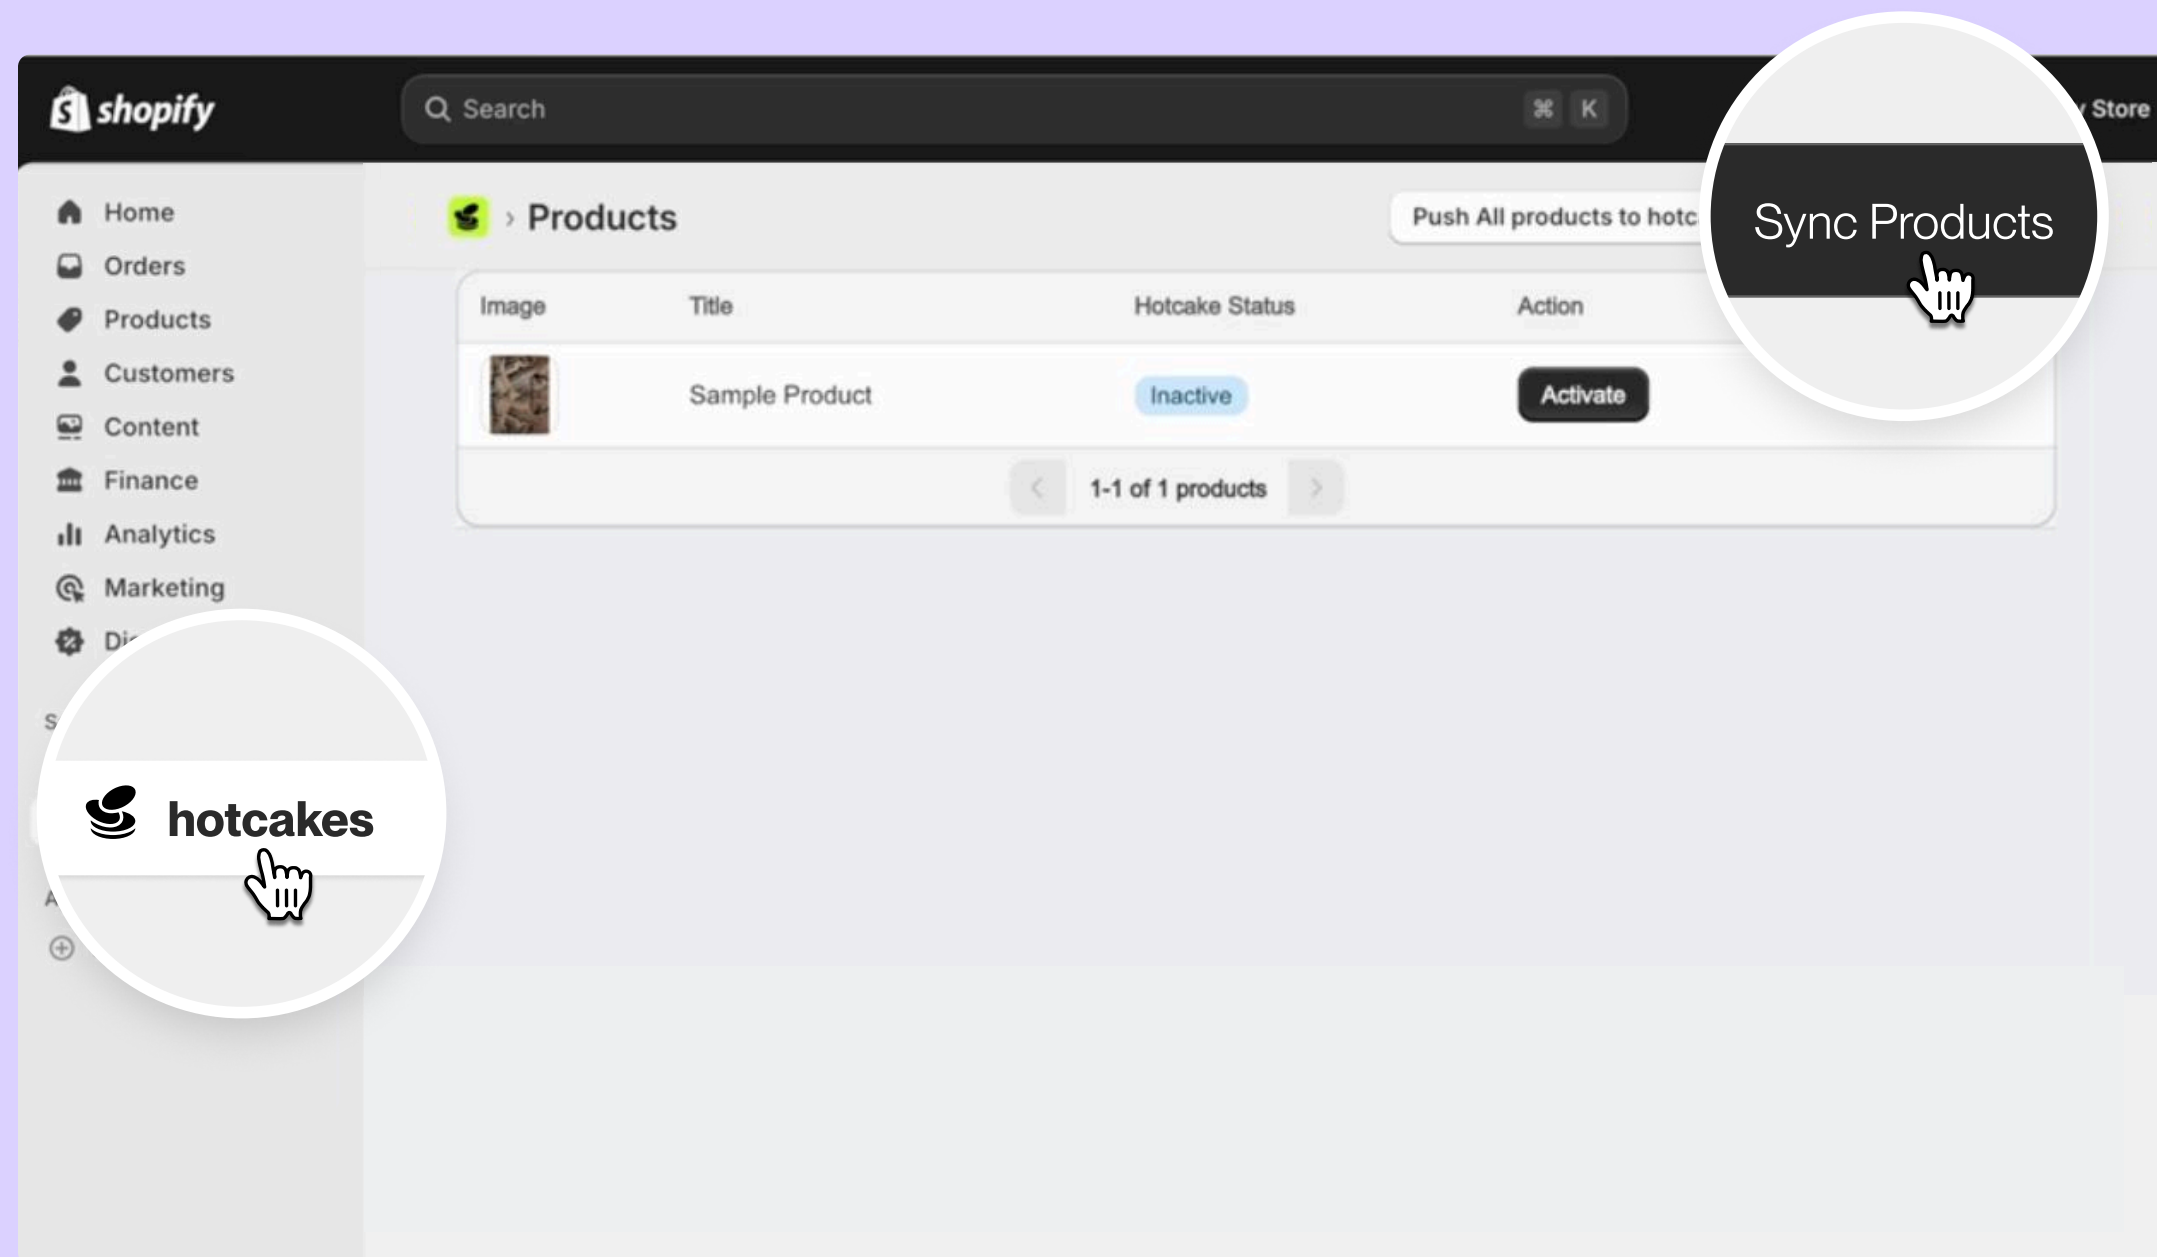 shopify
Search
⌘ K
Store
Home
Orders
Products
Customers
Content
Finance
Analytics
Marketing
hotcakes
Products
Push All products to
Sync Products
Image Title Hotcake Status Action
Sample Product Inactive Activate
1-1 of 1 products